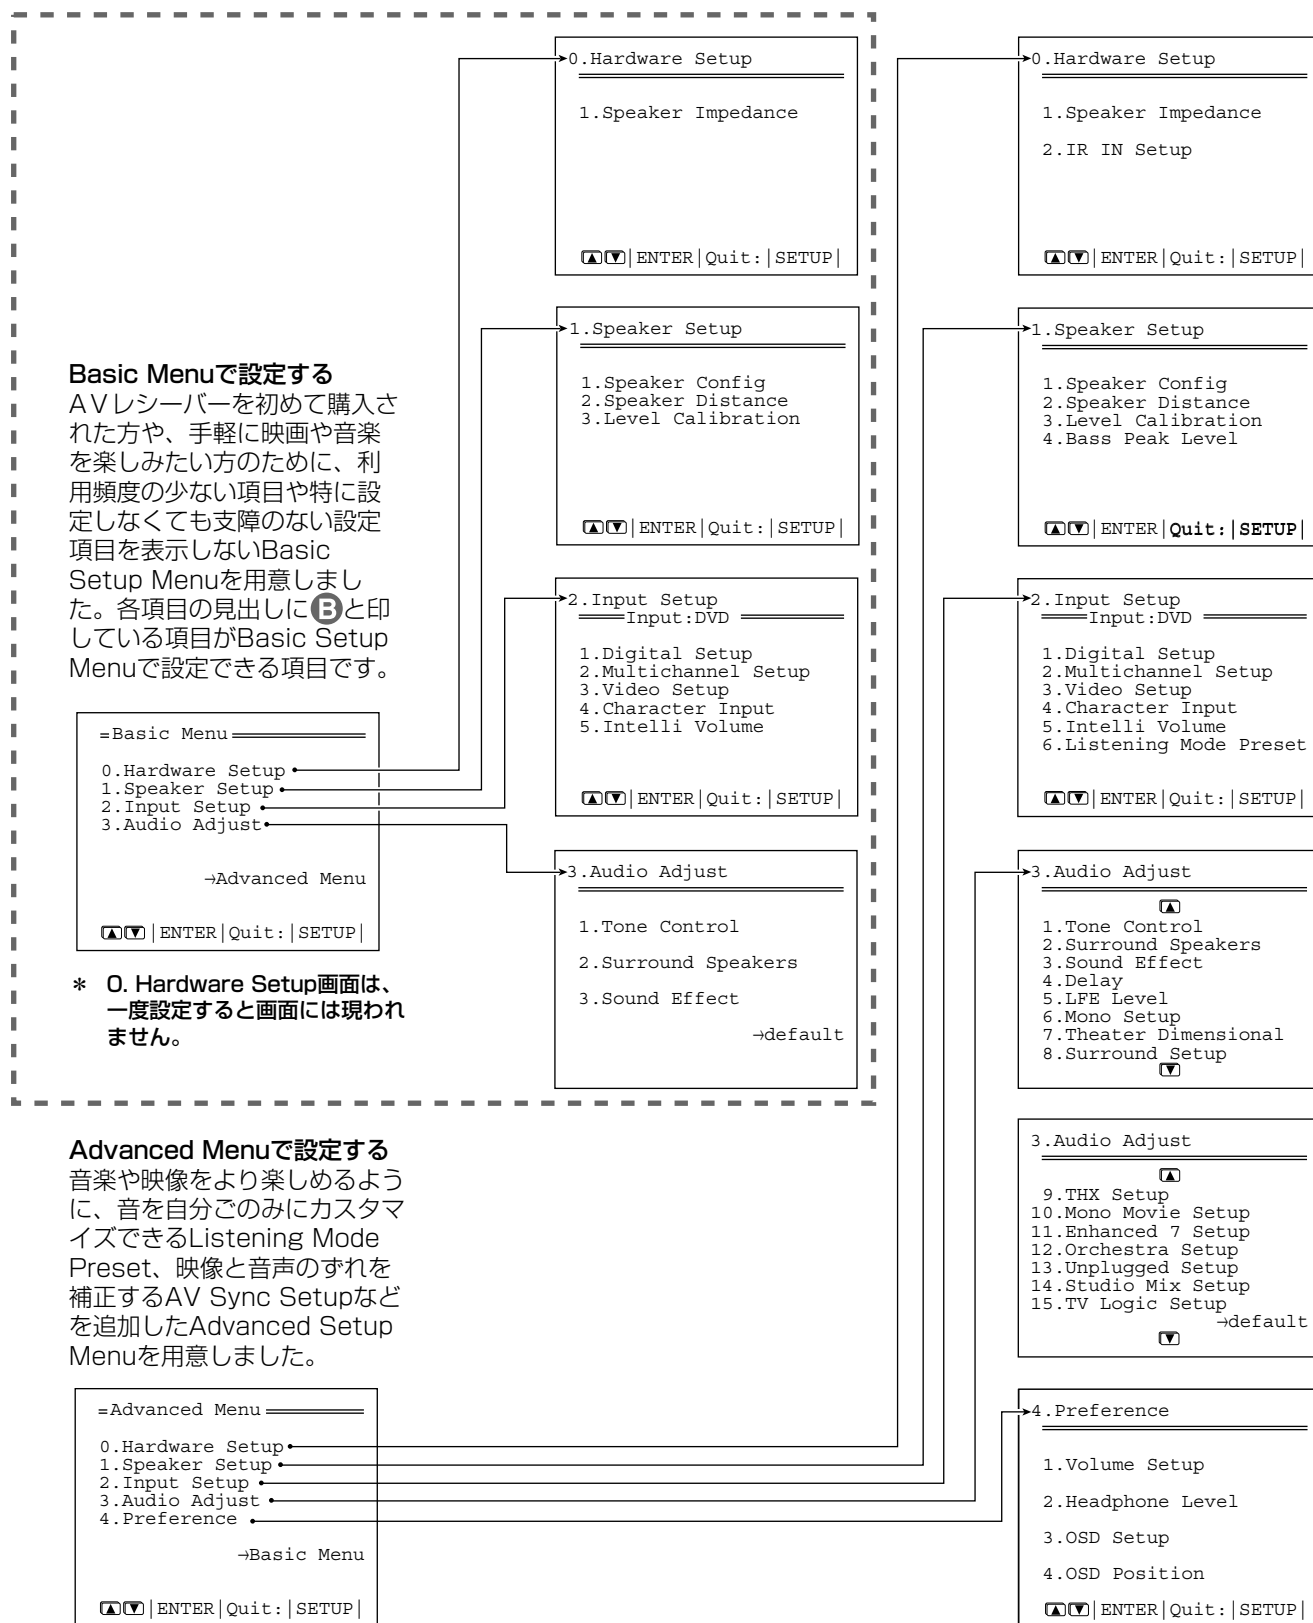 Basic Menuで設定する
AVレシーバーを初めて購入さ
れた方や、手軽に映画や音楽
を楽しみたい方のために、利
用頻度の少ない項目や特に設
定しなくても支障のない設定
項目を表示しないBasic
Setup Menuを用意しまし
た。各項目の見出しにBと印
している項目がBasic Setup
Menuで設定できる項目です。
=Basic Menu
0.Hardware Setup
1.Speaker Setup
2.Input Setup
3.Audio Adjust
→Advanced Menu
▲▼|ENTER|Quit:|SETUP|
* 0. Hardware Setup画面は、
一度設定すると画面には現われ
ません。
0.Hardware Setup
1.Speaker Impedance
▲▼|ENTER|Quit:|SETUP|
1.Speaker Setup
1.Speaker Config
2.Speaker Distance
3.Level Calibration
▲▼|ENTER|Quit:|SETUP|
2.Input Setup
Input:DVD
1.Digital Setup
2.Multichannel Setup
3.Video Setup
4.Character Input
5.Intelli Volume
▲▼|ENTER|Quit:|SETUP|
3.Audio Adjust
1.Tone Control
2.Surround Speakers
3.Sound Effect
→default
Advanced Menuで設定する
音楽や映像をより楽しめるよう
に、音を自分ごのみにカスタマ
イズできるListening Mode
Preset、映像と音声のずれを
補正するAV Sync Setupなど
を追加したAdvanced Setup
Menuを用意しました。
=Advanced Menu
0.Hardware Setup
1.Speaker Setup
2.Input Setup
3.Audio Adjust
4.Preference
→Basic Menu
▲▼|ENTER|Quit:|SETUP|
0.Hardware Setup
1.Speaker Impedance
2.IR IN Setup
▲▼|ENTER|Quit:|SETUP|
1.Speaker Setup
1.Speaker Config
2.Speaker Distance
3.Level Calibration
4.Bass Peak Level
▲▼|ENTER|Quit:|SETUP|
2.Input Setup
Input:DVD
1.Digital Setup
2.Multichannel Setup
3.Video Setup
4.Character Input
5.Intelli Volume
6.Listening Mode Preset
▲▼|ENTER|Quit:|SETUP|
3.Audio Adjust
▲
1.Tone Control
2.Surround Speakers
3.Sound Effect
4.Delay
5.LFE Level
6.Mono Setup
7.Theater Dimensional
8.Surround Setup
▼
3.Audio Adjust
▲
9.THX Setup
10.Mono Movie Setup
11.Enhanced 7 Setup
12.Orchestra Setup
13.Unplugged Setup
14.Studio Mix Setup
15.TV Logic Setup
→default
▼
4.Preference
1.Volume Setup
2.Headphone Level
3.OSD Setup
4.OSD Position
▲▼|ENTER|Quit:|SETUP|